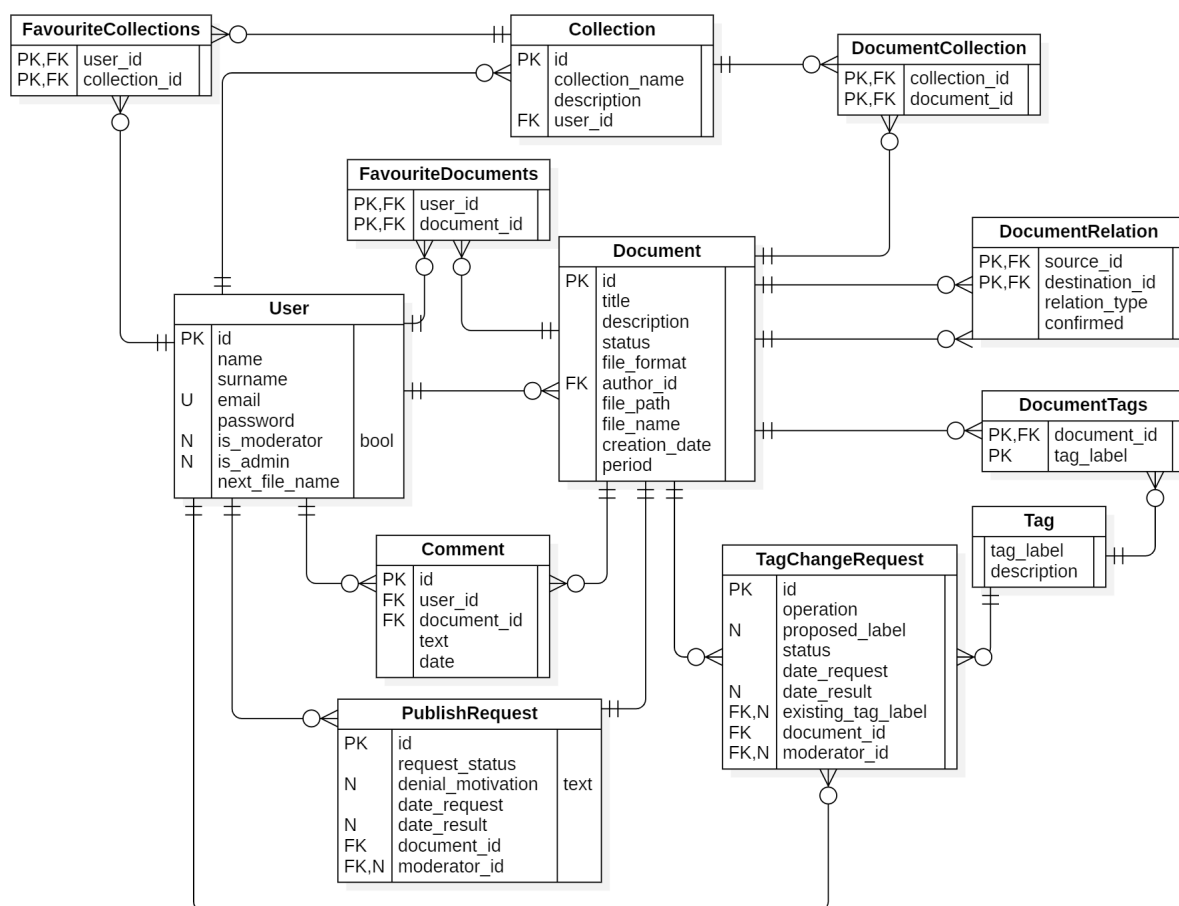 FavouriteCollections
PK,FK user_id
PK,FK collection_id
Collection
PK id
collection_name
description
FK user_id
DocumentCollection
PK,FK collection_id
PK,FK document_id
FavouriteDocuments
PK,FK user_id
PK,FK document_id
Document
PK id
title
description
status
file_format
FK author_id
file_path
file_name
creation_date
period
DocumentRelation
PK,FK source_id
PK,FK destination_id
relation_type
confirmed
User
PK id
name
surname
U email
password
N is_moderator bool
N is_admin
next_file_name
DocumentTags
PK,FK document_id
PK tag_label
Tag
tag_label
description
Comment
PK id
FK user_id
FK document_id
text
date
TagChangeRequest
PK id
operation
N proposed_label
status
date_request
N date_result
FK,N existing_tag_label
FK document_id
FK,N moderator_id
PublishRequest
PK id
request_status
N denial_motivation text
date_request
N date_result
FK document_id
FK,N moderator_id